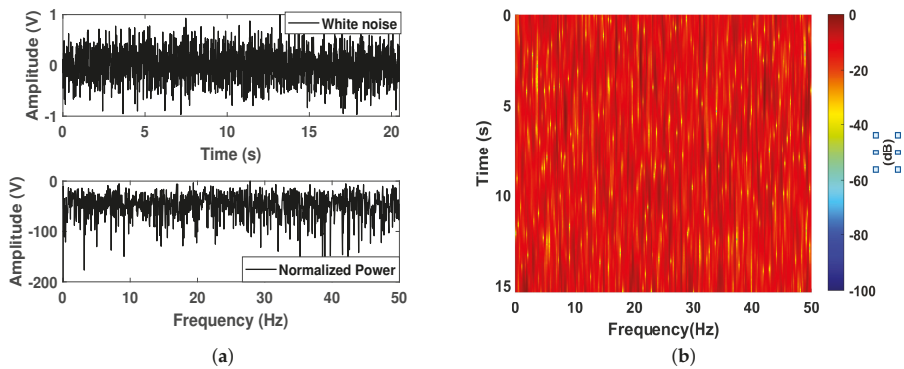 Amplitude (V)
1
0
-1
White noise
0 5 10 15 20
Time (s)
Amplitude (V)
0
-100
-200
Normalized Power
0 10 20 30 40 50
Frequency (Hz)
(a)
Time (s)
0
5
10
15
0 10 20 30 40 50
Frequency(Hz)
0
-20
-40
-60
-80
-100
(dB)
(b)